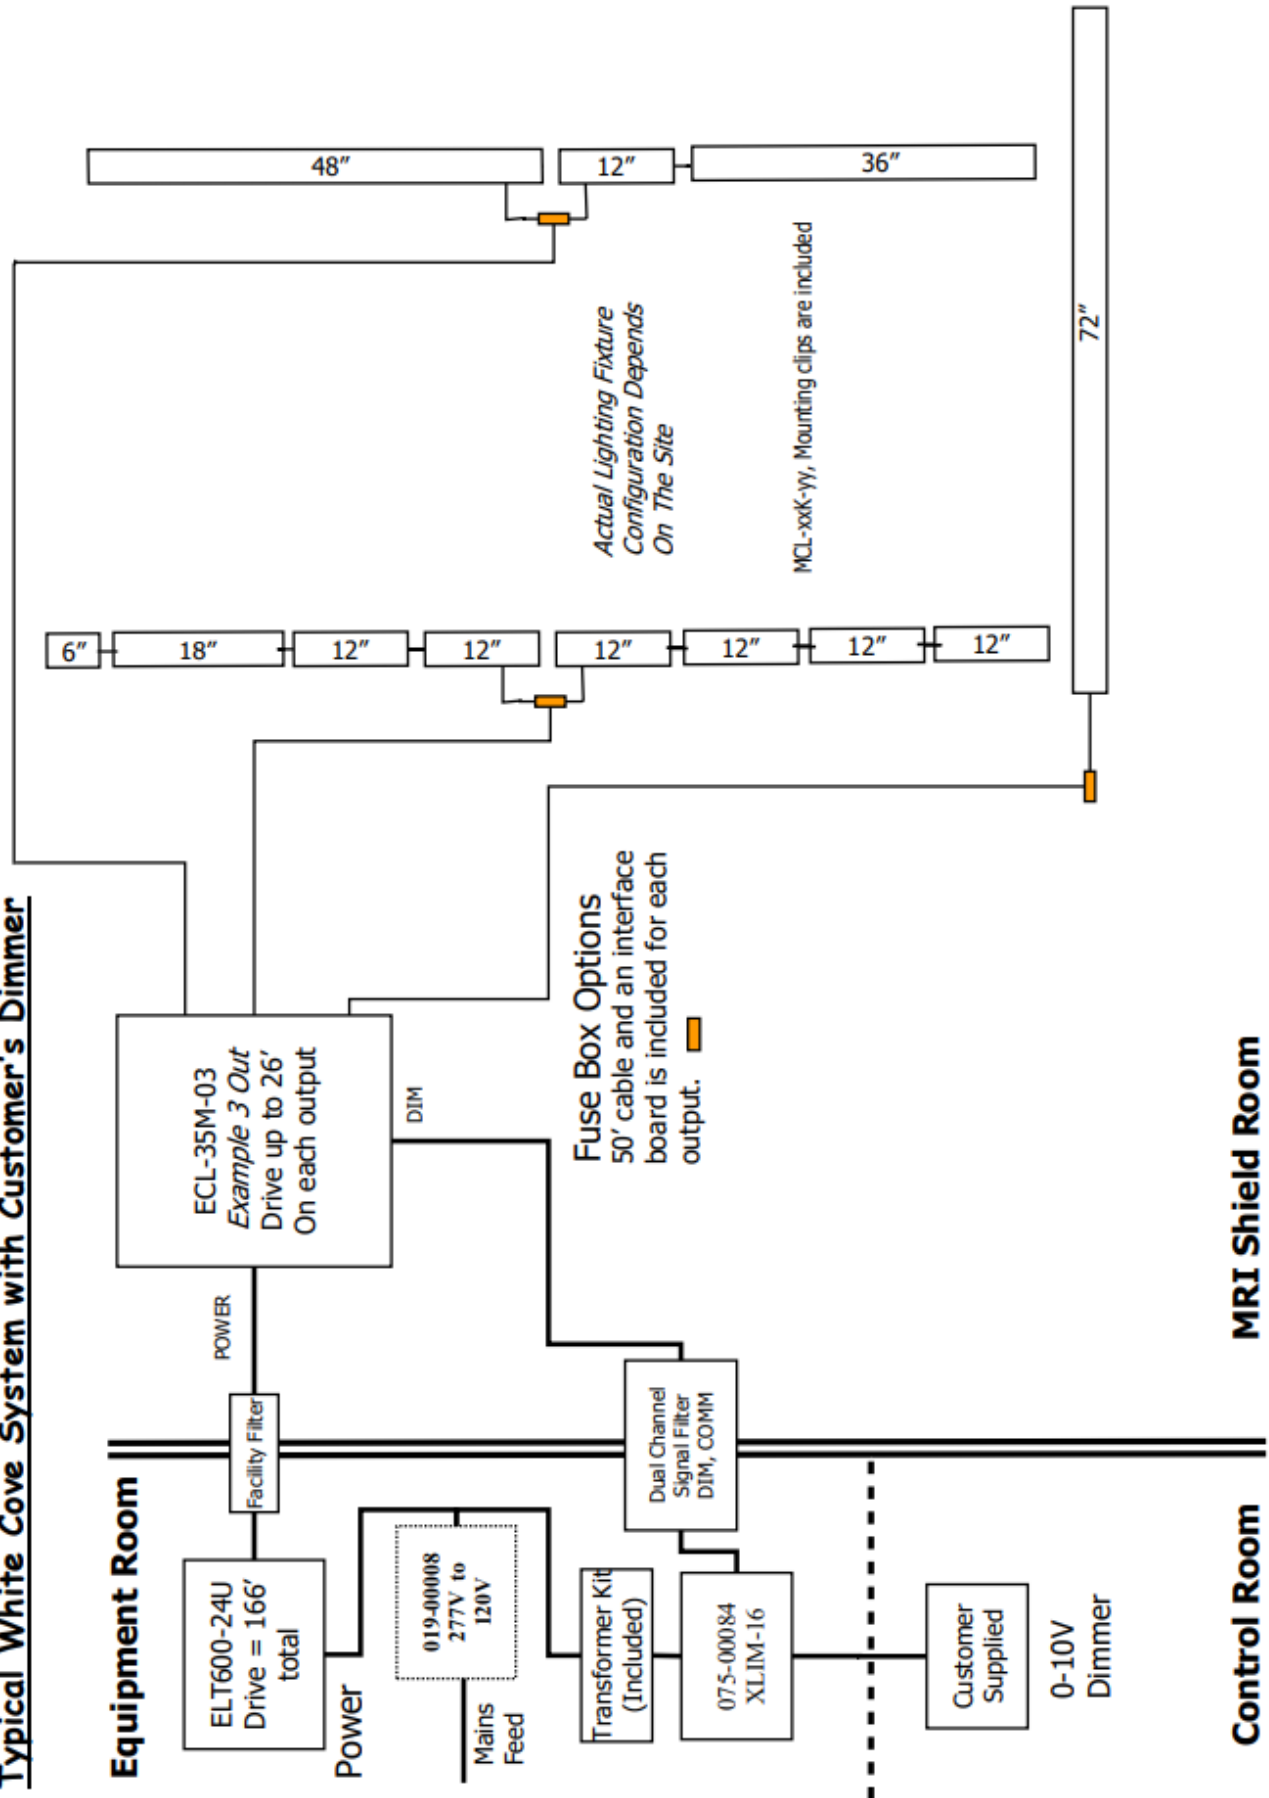 Typical White Cove System with Customer's Dimmer
Equipment Room
ELT600-24U
Drive = 166'
total
Facility Filter
POWER
ECL-35M-03
Example 3 Out
Drive up to 26'
On each output
DIM
Power
019-00008
277V to
120V
Mains
Feed
Transformer Kit
(Included)
075-00084
XLIM-16
Dual Channel
Signal Filter
DIM, COMM
Customer
Supplied
0-10V
Dimmer
Control Room
Fuse Box Options
50' cable and an interface
board is included for each
output.
6"
18"
12"
12"
12"
12"
12"
12"
48"
12"
36"
Actual Lighting Fixture
Configuration Depends
On The Site
MCL-xxK-yy, Mounting clips are included
72"
MRI Shield Room